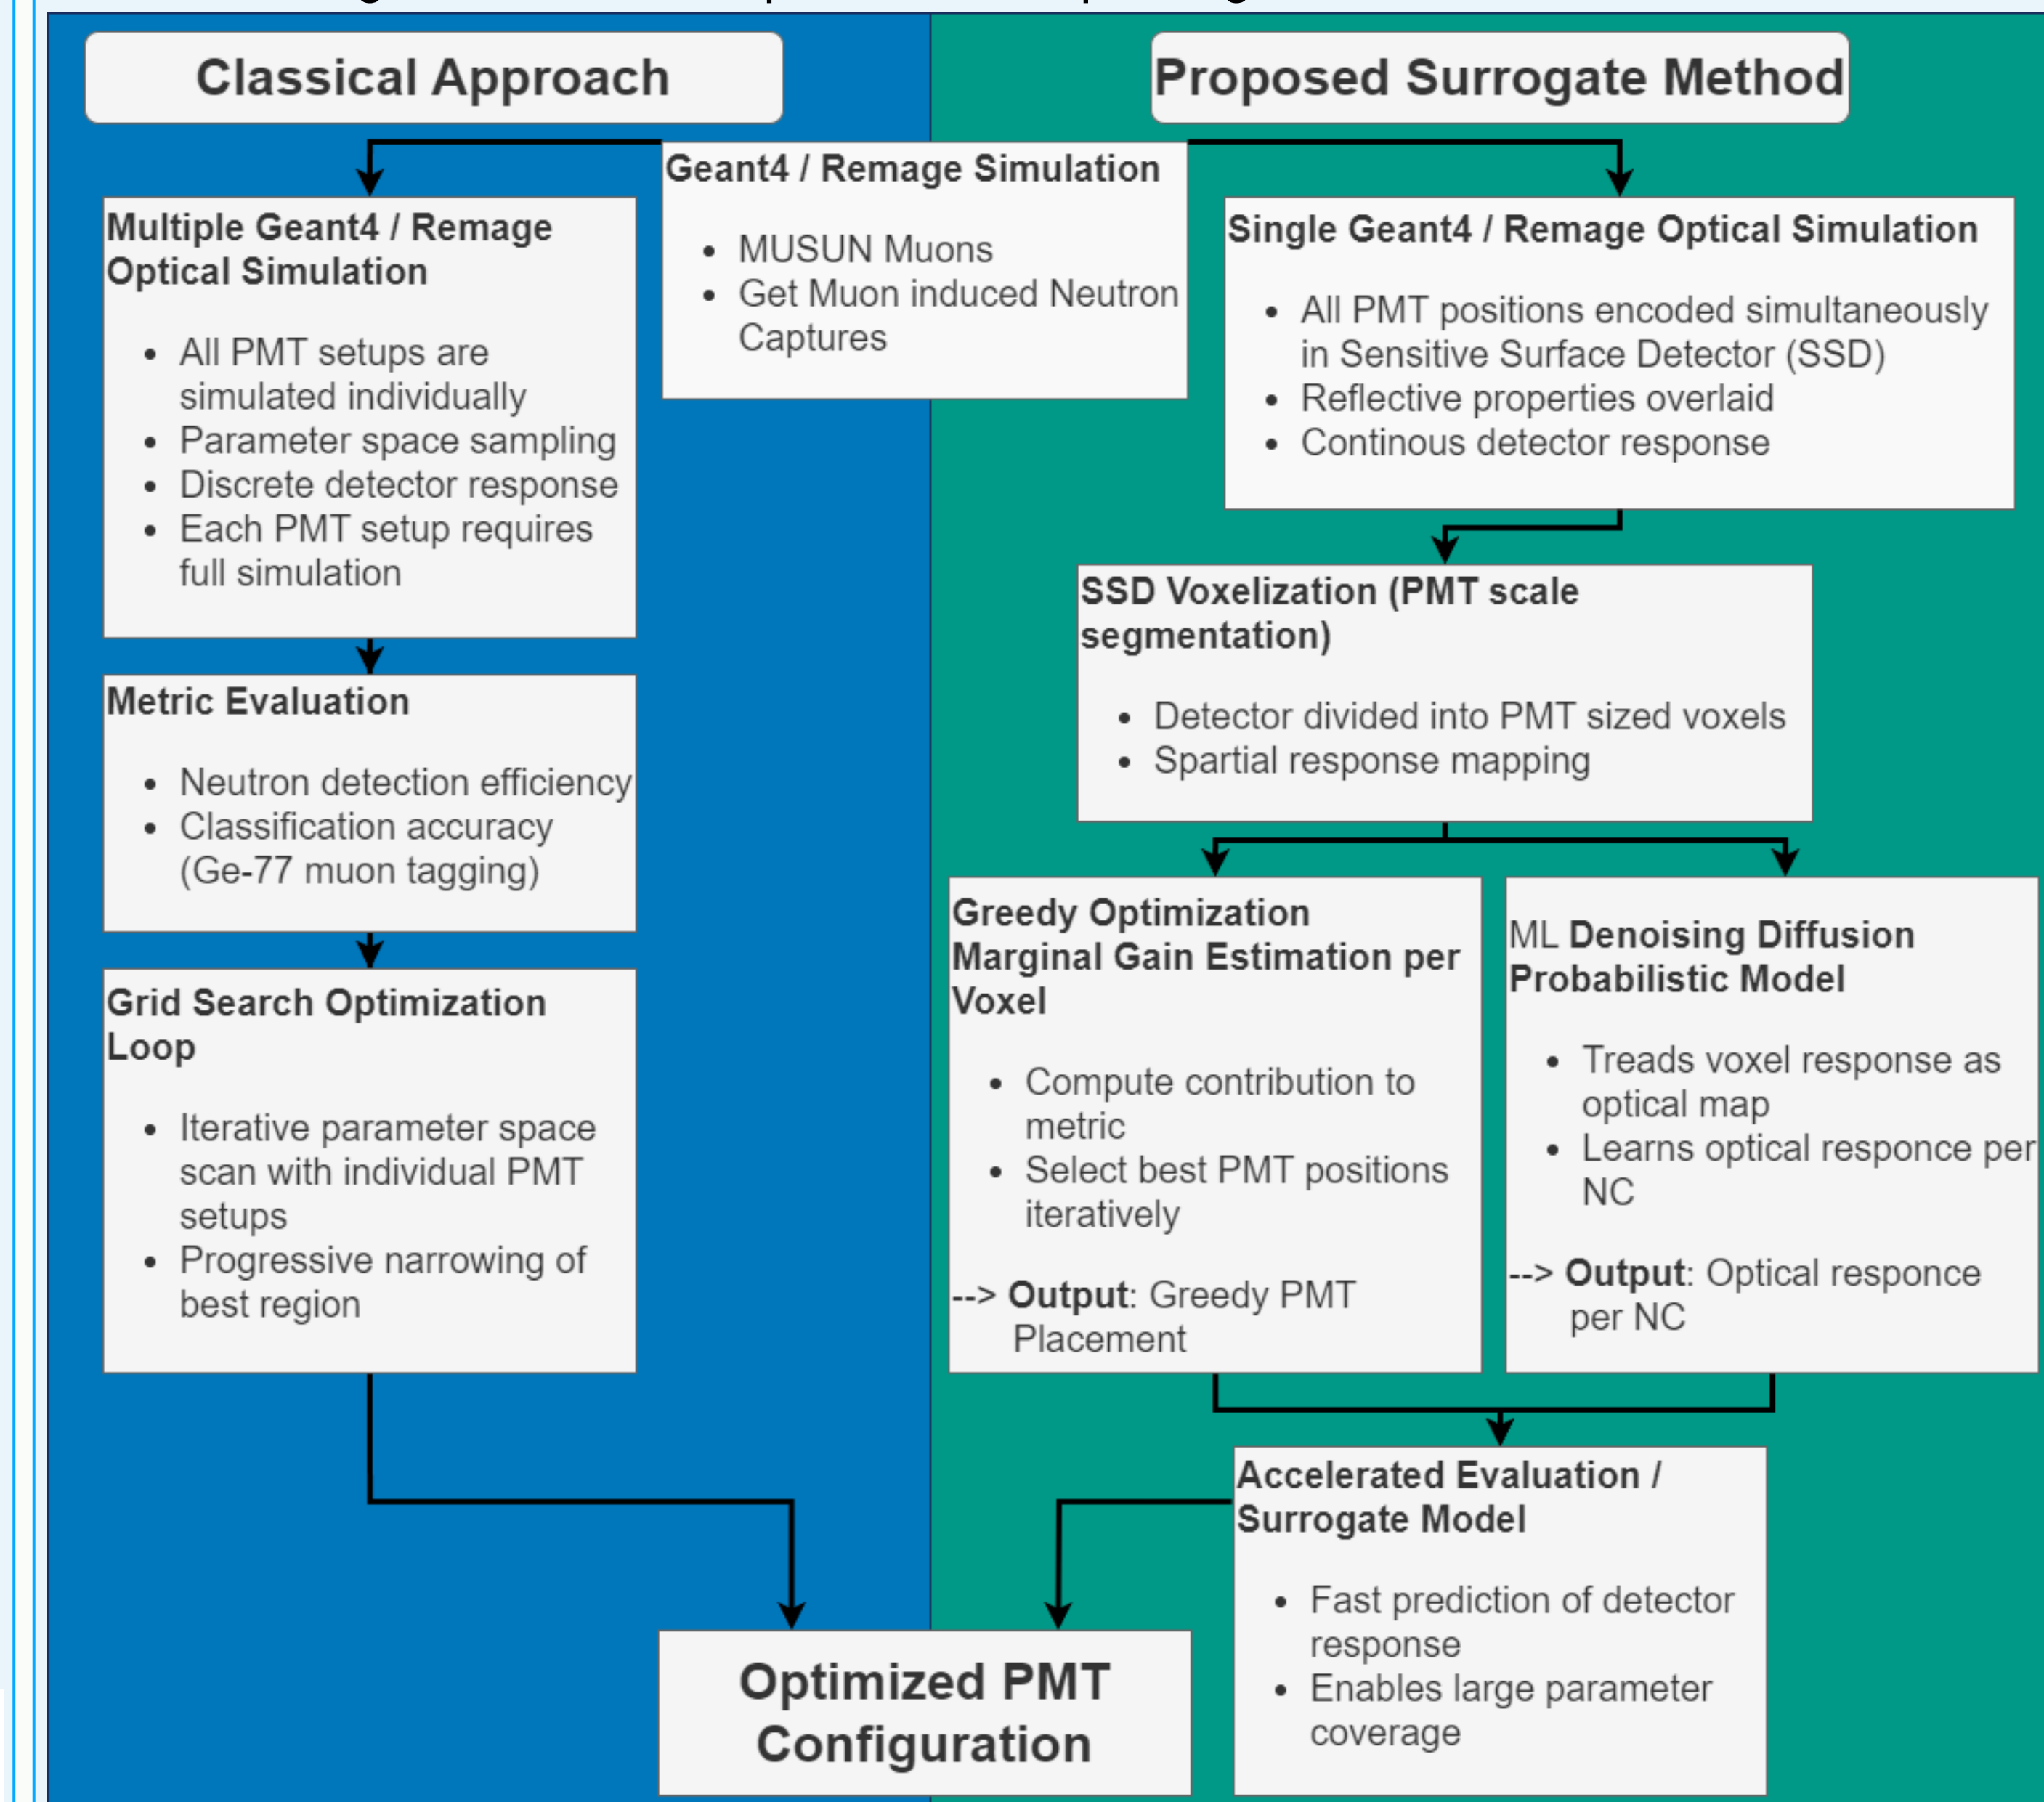 Classical Approach
Proposed Surrogate Method
Geant4 / Remage Simulation
• MUSUN Muons
• Get Muon induced Neutron
Captures
Multiple Geant4 / Remage
Optical Simulation
• All PMT setups are
simulated individually
• Parameter space sampling
• Discrete detector response
• Each PMT setup requires
full simulation
Metric Evaluation
• Neutron detection efficiency
• Classification accuracy
(Ge-77 muon tagging)
Grid Search Optimization
Loop
• Iterative parameter space
scan with individual PMT
setups
• Progressive narrowing of
best region
Single Geant4 / Remage Optical Simulation
• All PMT positions encoded simultaneously
in Sensitive Surface Detector (SSD)
• Reflective properties overlaid
• Continous detector response
SSD Voxelization (PMT scale
segmentation)
• Detector divided into PMT sized voxels
• Spartial response mapping
Greedy Optimization
Marginal Gain Estimation per
Voxel
• Compute contribution to
metric
• Select best PMT positions
iteratively
--> Output: Greedy PMT
Placement
ML Denoising Diffusion
Probabilistic Model
• Treads voxel response as
optical map
• Learns optical responce per
NC
--> Output: Optical responce
per NC
Accelerated Evaluation /
Surrogate Model
• Fast prediction of detector
response
• Enables large parameter
coverage
Optimized PMT
Configuration